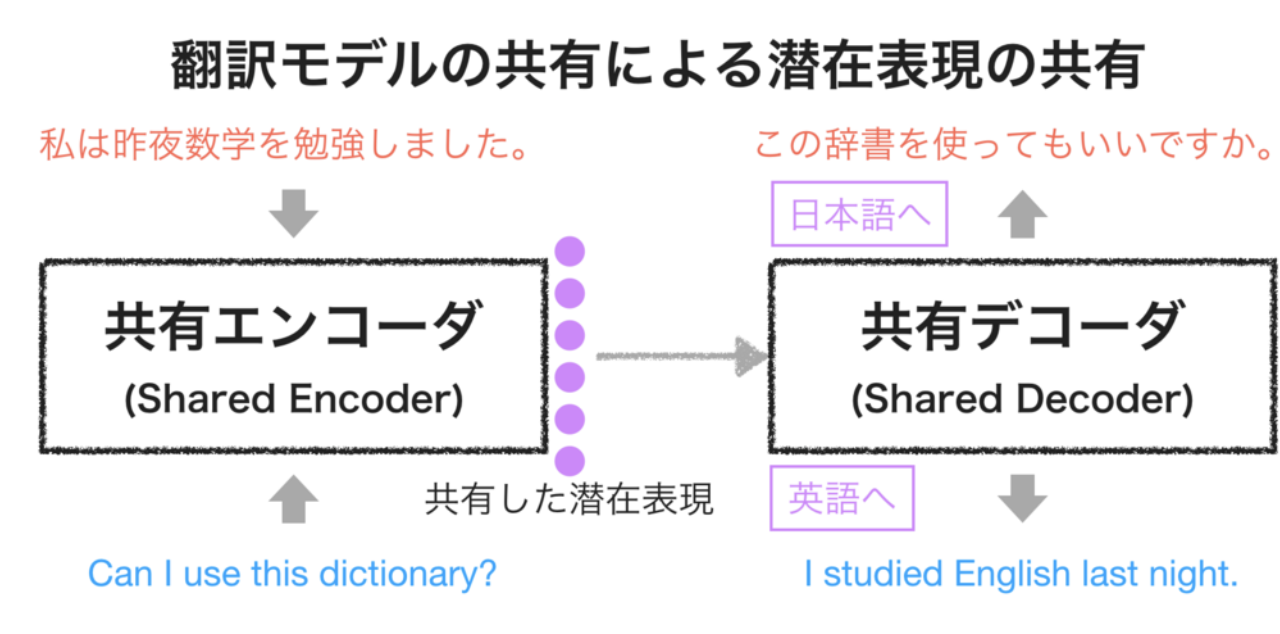 翻訳モデルの共有による潜在表現の共有
私は昨夜数学を勉強しました。
この辞書を使ってもいいですか。
日本語へ
共有エンコーダ
(Shared Encoder)
共有デコーダ
(Shared Decoder)
共有した潜在表現
英語へ
Can I use this dictionary?
I studied English last night.